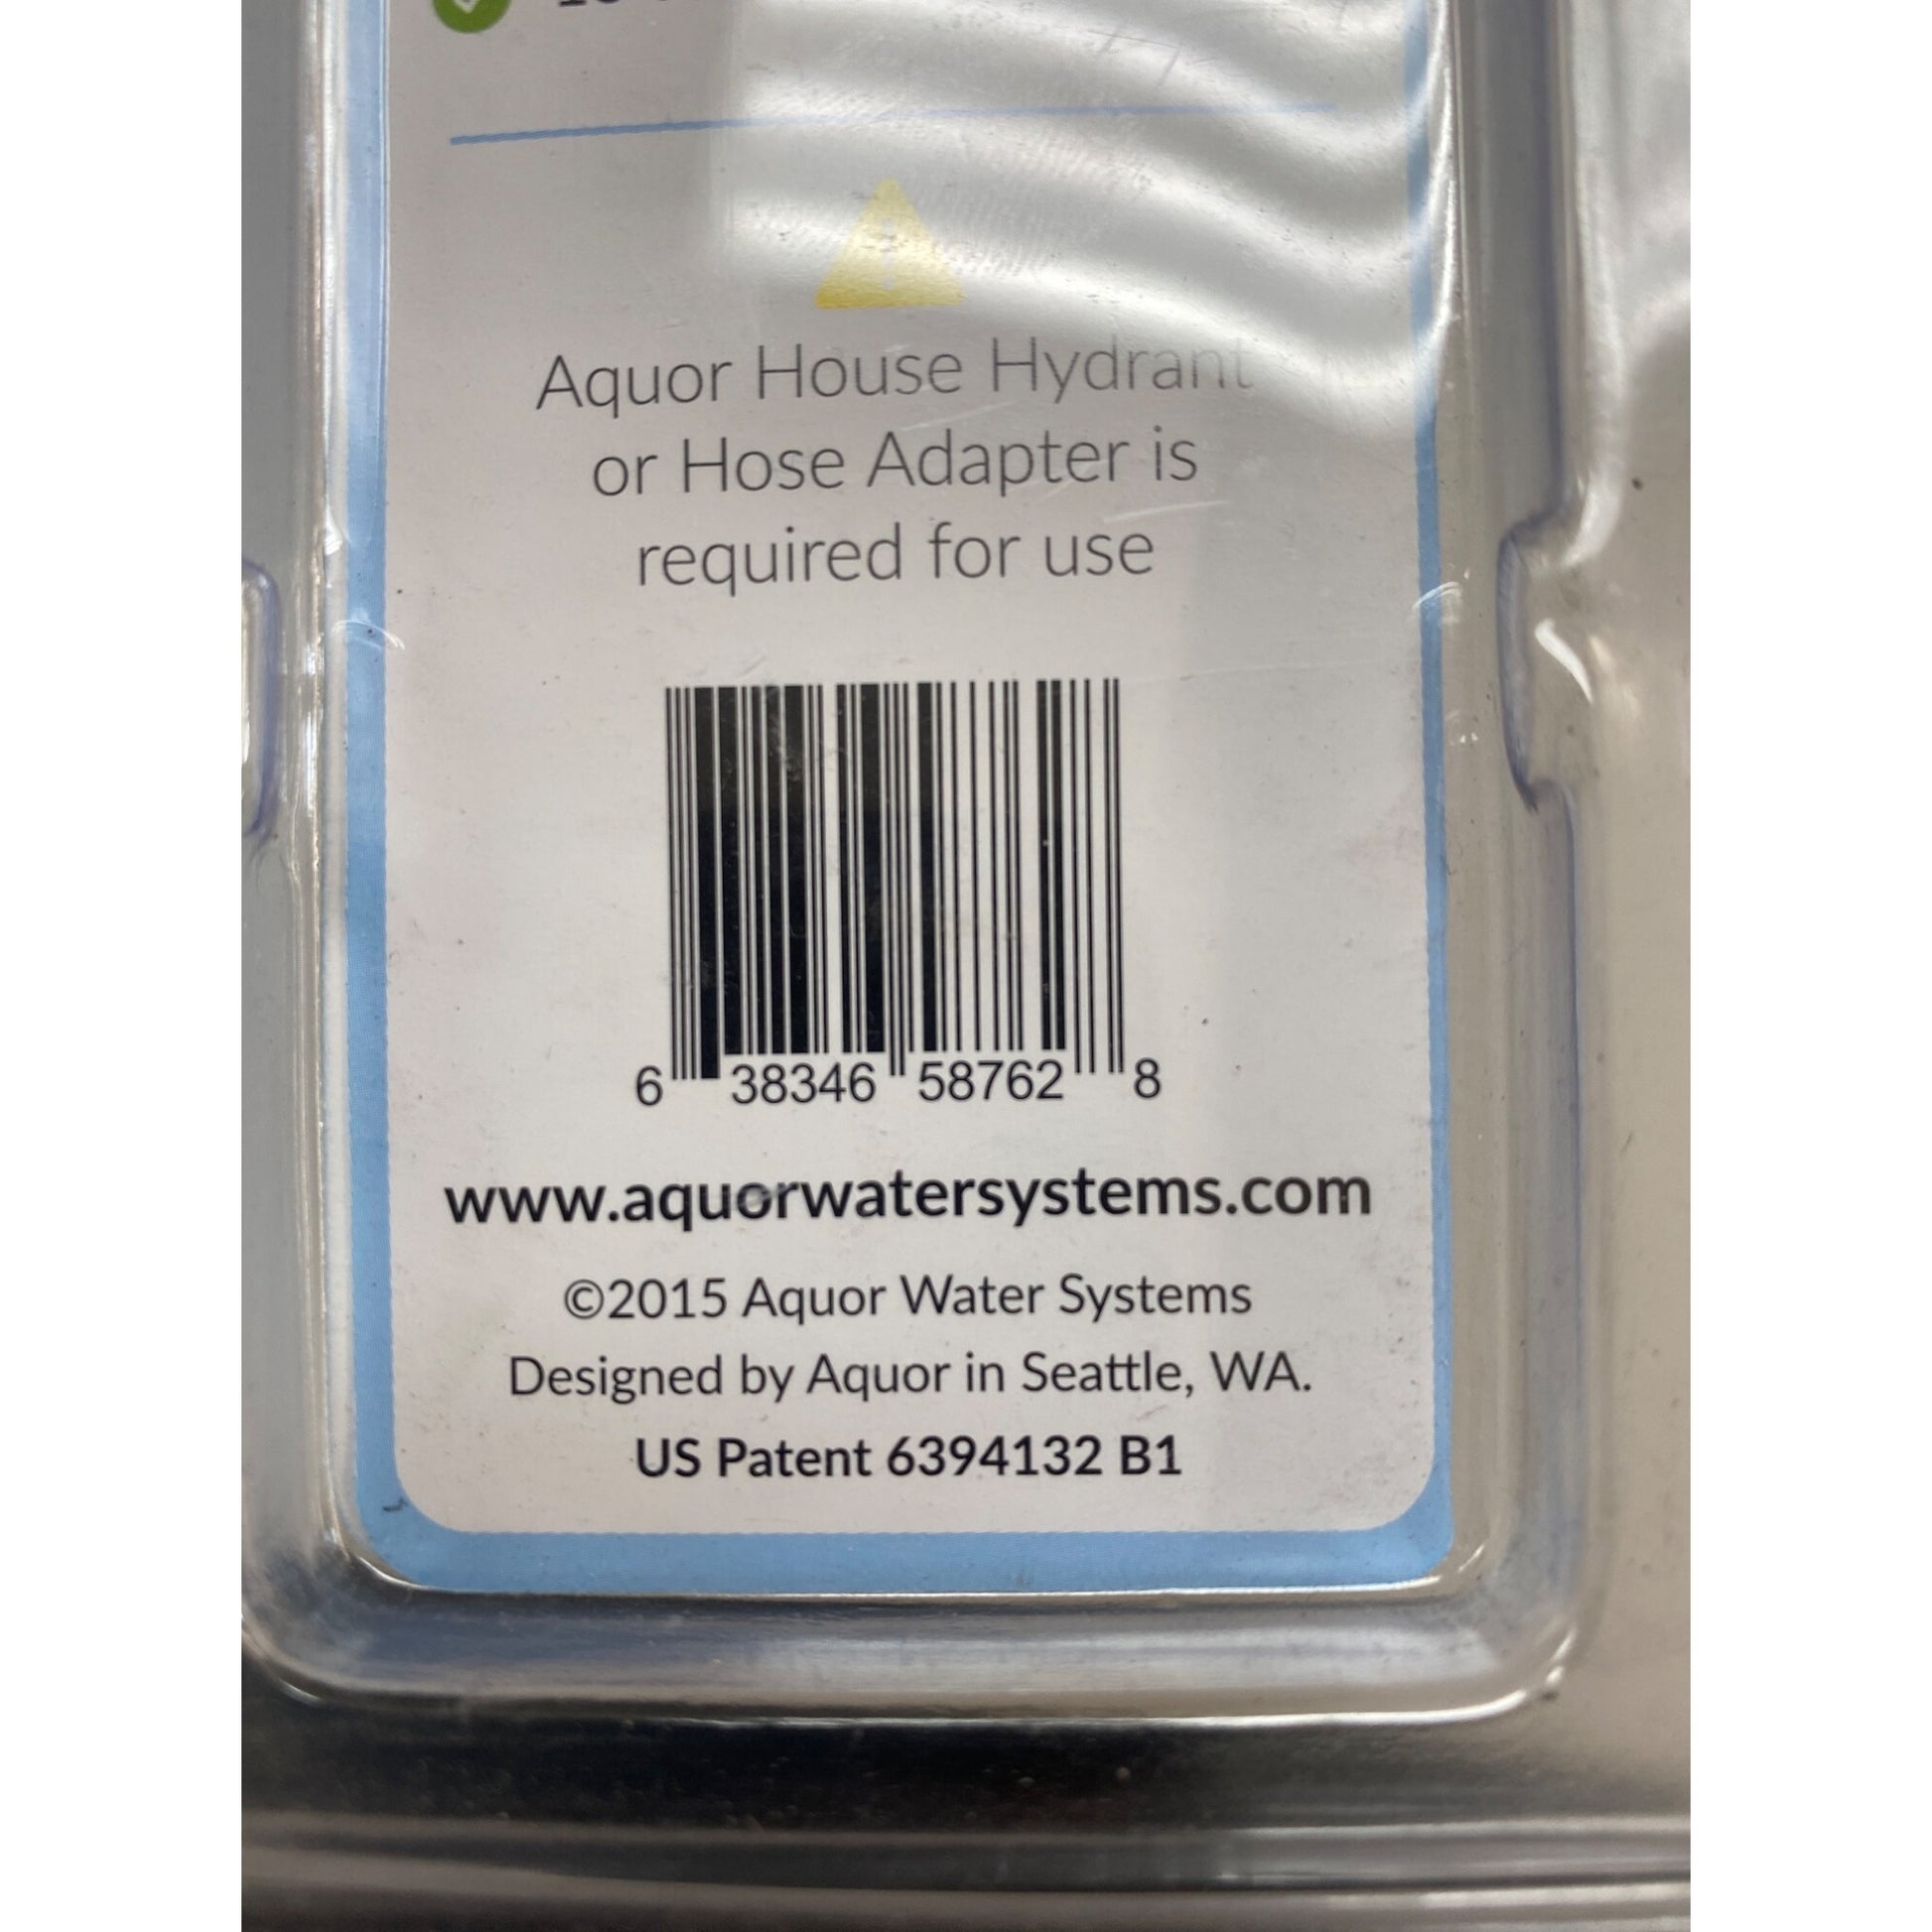 Aquor House Hydrant
or Hose Adapter is
required for use
6 38346 58762 8
www.aquorwatersystems.com
©2015 Aquor Water Systems
Designed by Aquor in Seattle, WA.
US Patent 6394132 B1